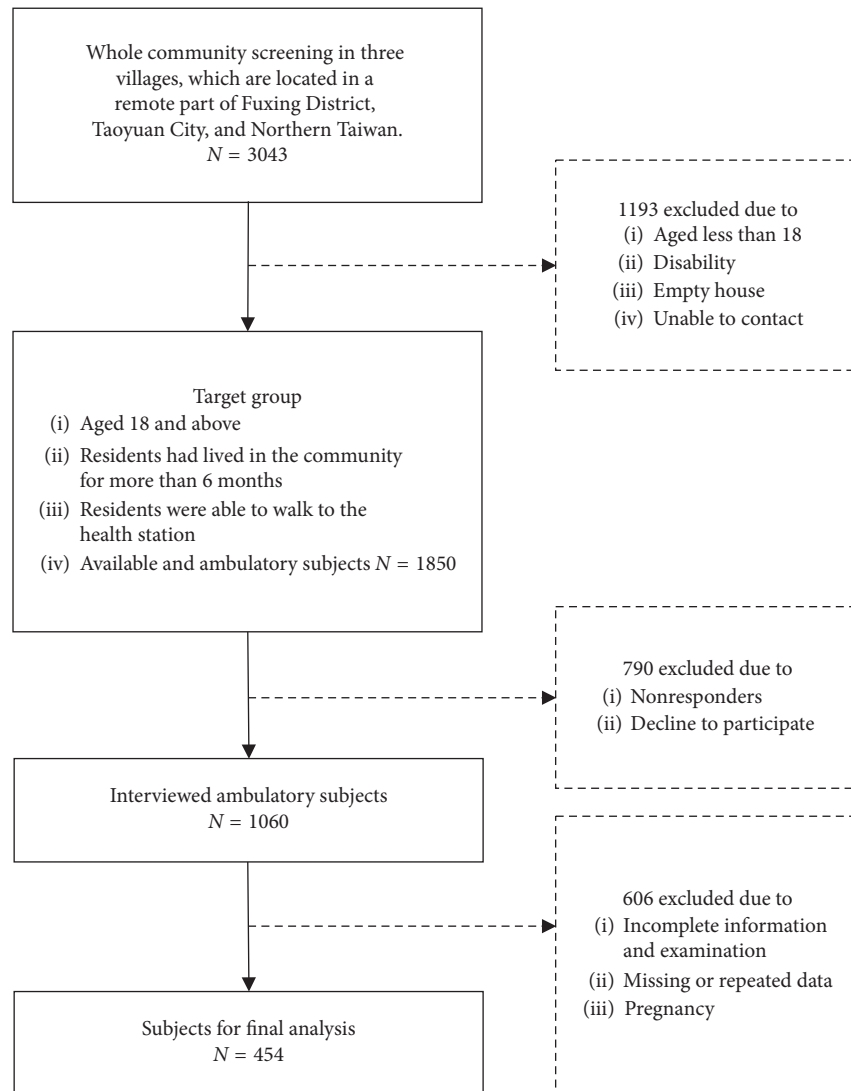 Whole community screening in three
villages, which are located in a
remote part of Fuxing District,
Taoyuan City, and Northern Taiwan.
N = 3043
1193 excluded due to
(i) Aged less than 18
(ii) Disability
(iii) Empty house
(iv) Unable to contact
Target group
(i) Aged 18 and above
(ii) Residents had lived in the community
for more than 6 months
(iii) Residents were able to walk to the
health station
(iv) Available and ambulatory subjects N = 1850
790 excluded due to
(i) Nonresponders
(ii) Decline to participate
Interviewed ambulatory subjects
N = 1060
606 excluded due to
(i) Incomplete information
and examination
(ii) Missing or repeated data
(iii) Pregnancy
Subjects for final analysis
N = 454